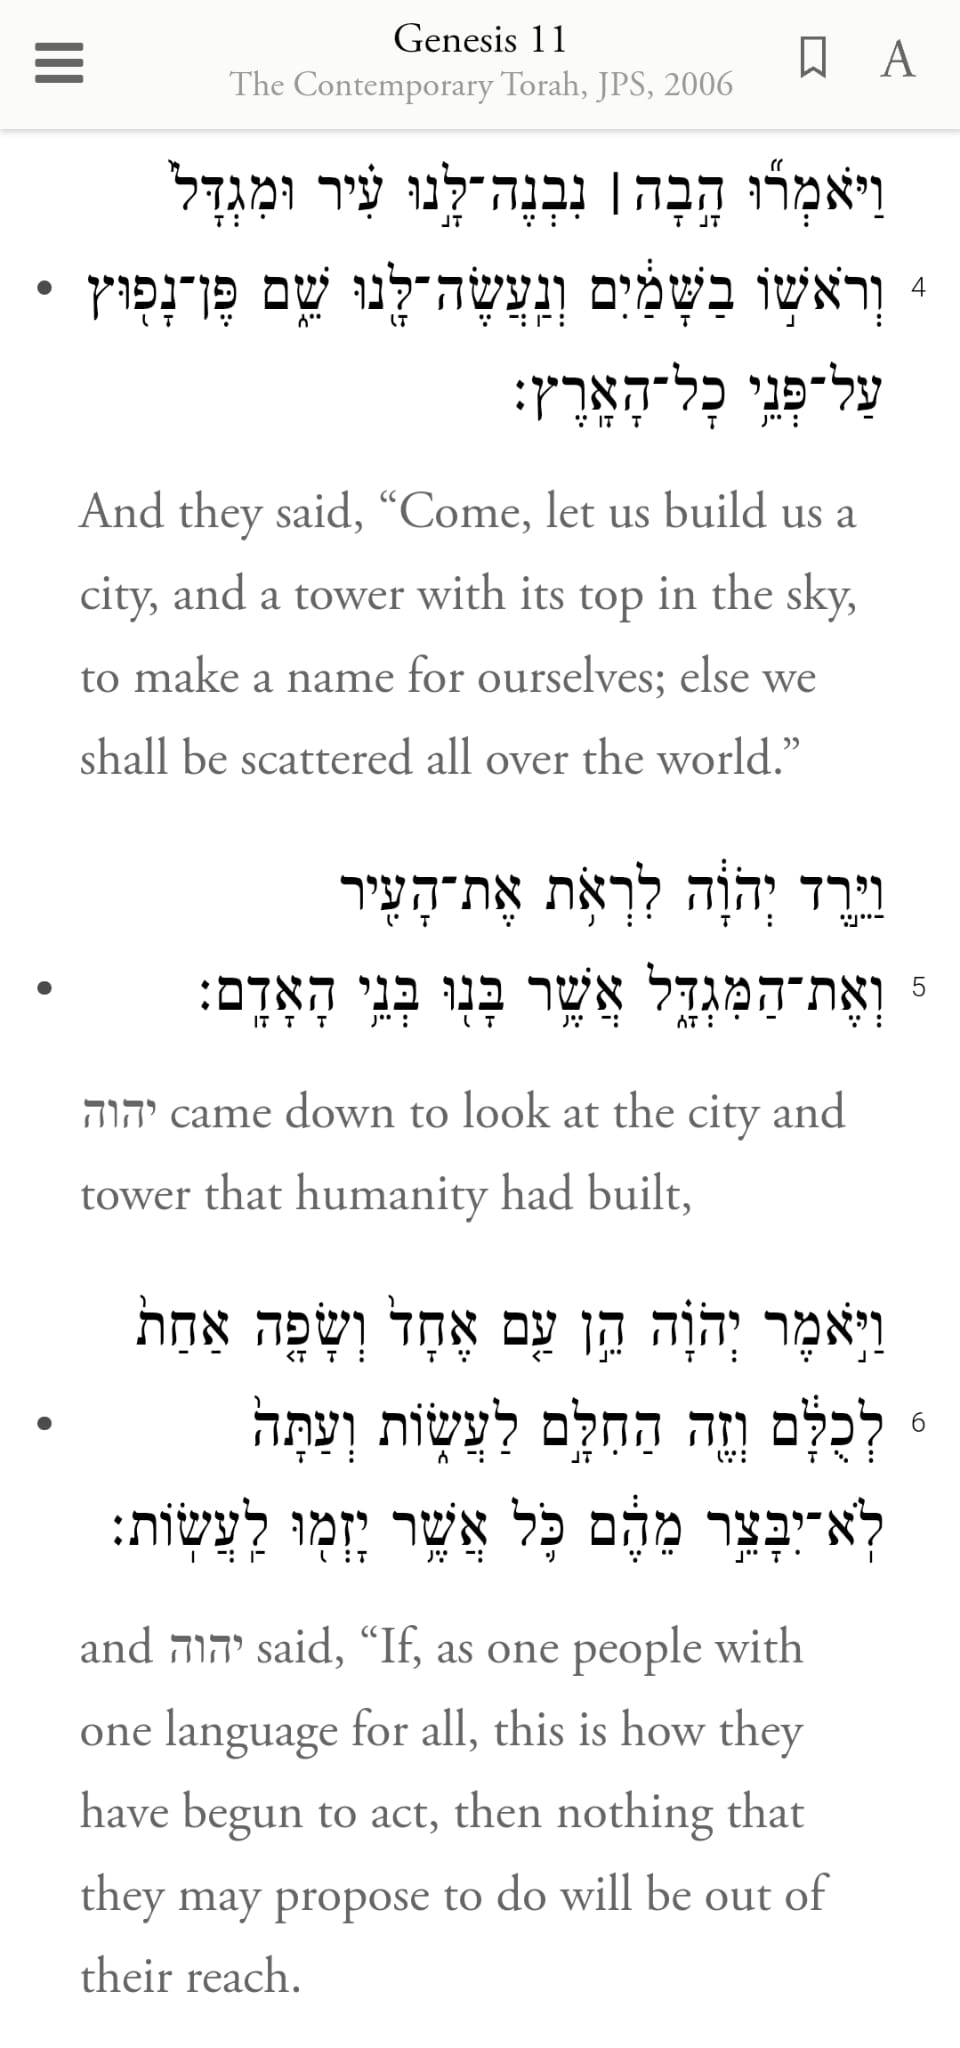 Genesis 11
The Contemporary Torah, JPS, 2006
A
וַיֹּאמְר֞וּ הָ֣בָה ׀ נִבְנֶה־לָּ֣נוּ עִ֗יר וּמִגְדָּל֙
4 וְרֹאשׁ֣וֹ בַשָּׁמַ֔יִם וְנַֽעֲשֶׂה־לָּ֖נוּ שֵׁ֑ם פֶּן־נָפ֖וּץ
עַל־פְּנֵ֥י כׇל־הָאָֽרֶץ׃
And they said, “Come, let us build us a
city, and a tower with its top in the sky,
to make a name for ourselves; else we
shall be scattered all over the world.”
וַיֵּ֣רֶד יְהֹוָ֔ה לִרְאֹ֥ת אֶת־הָעִ֖יר
5 וְאֶת־הַמִּגְדָּ֑ל אֲשֶׁ֥ר בָּנ֖וּ בְּנֵ֥י הָאָדָֽם׃
יהוה came down to look at the city and
tower that humanity had built,
וַיֹּ֣אמֶר יְהֹוָ֗ה הֵ֣ן עַ֤ם אֶחָד֙ וְשָׂפָ֤ה אַחַת֙
6 לְכֻלָּ֔ם וְזֶ֖ה הַחִלָּ֣ם לַעֲשׂ֑וֹת וְעַתָּה֙
לֹֽא־יִבָּצֵ֣ר מֵהֶ֔ם כֹּ֛ל אֲשֶׁ֥ר יָזְמ֖וּ לַֽעֲשֽׂוֹת׃
and יהוה said, “If, as one people with
one language for all, this is how they
have begun to act, then nothing that
they may propose to do will be out of
their reach.